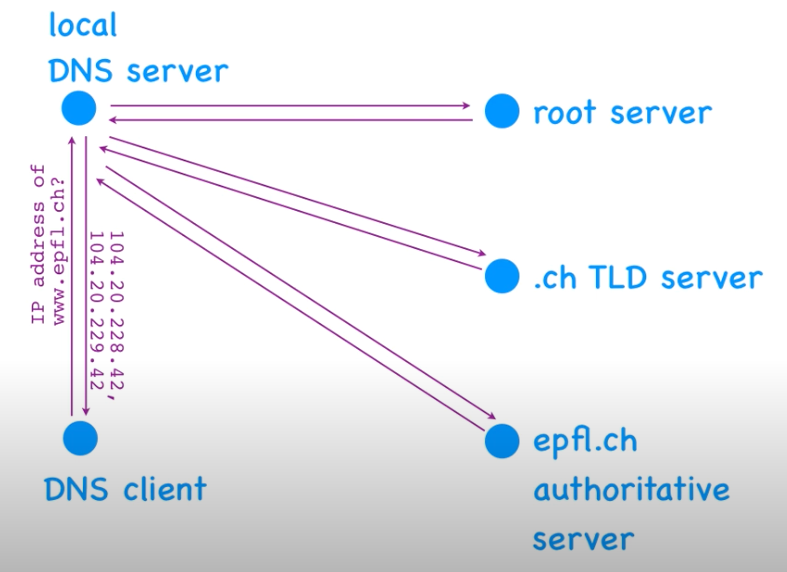 local
DNS server
root server
IP address of
www.epfl.ch?
104.20.228.42,
104.20.229.42
.ch TLD server
DNS client
epfl.ch
authoritative
server